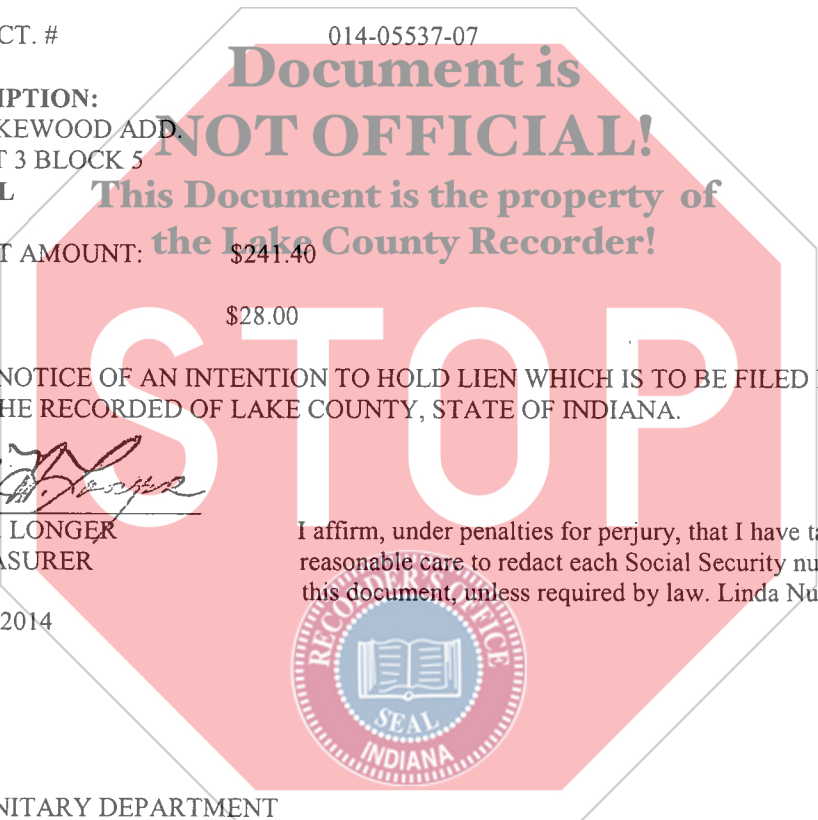 CT. # 014-05537-07
Document is
IPTION:
KEWOOD ADD.
NOT OFFICIAL!
T 3 BLOCK 5
This Document is the property of
L
the Lake County Recorder!
T AMOUNT: $241.40
$28.00
STOP
NOTICE OF AN INTENTION TO HOLD LIEN WHICH IS TO BE FILED
HE RECORDED OF LAKE COUNTY, STATE OF INDIANA.
LONGER
ASURER
I affirm, under penalties for perjury, that I have ta
reasonable care to redact each Social Security nu
this document, unless required by law. Linda Nu
2014
RECORDER'S OFFICE
SEAL
INDIANA
NITARY DEPARTMENT